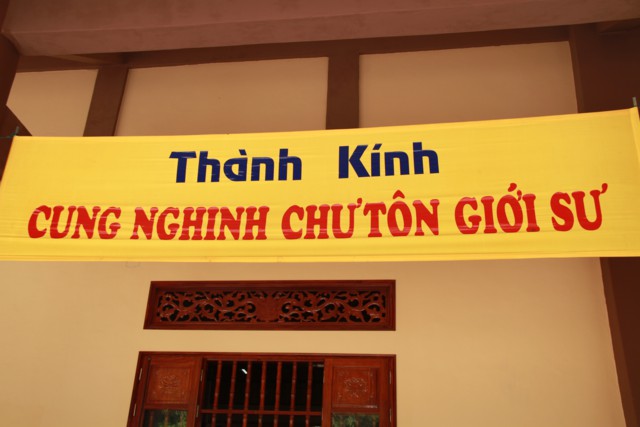 Thành Kính
CUNG NGHINH CHƯ TÔN GIỚI SƯ